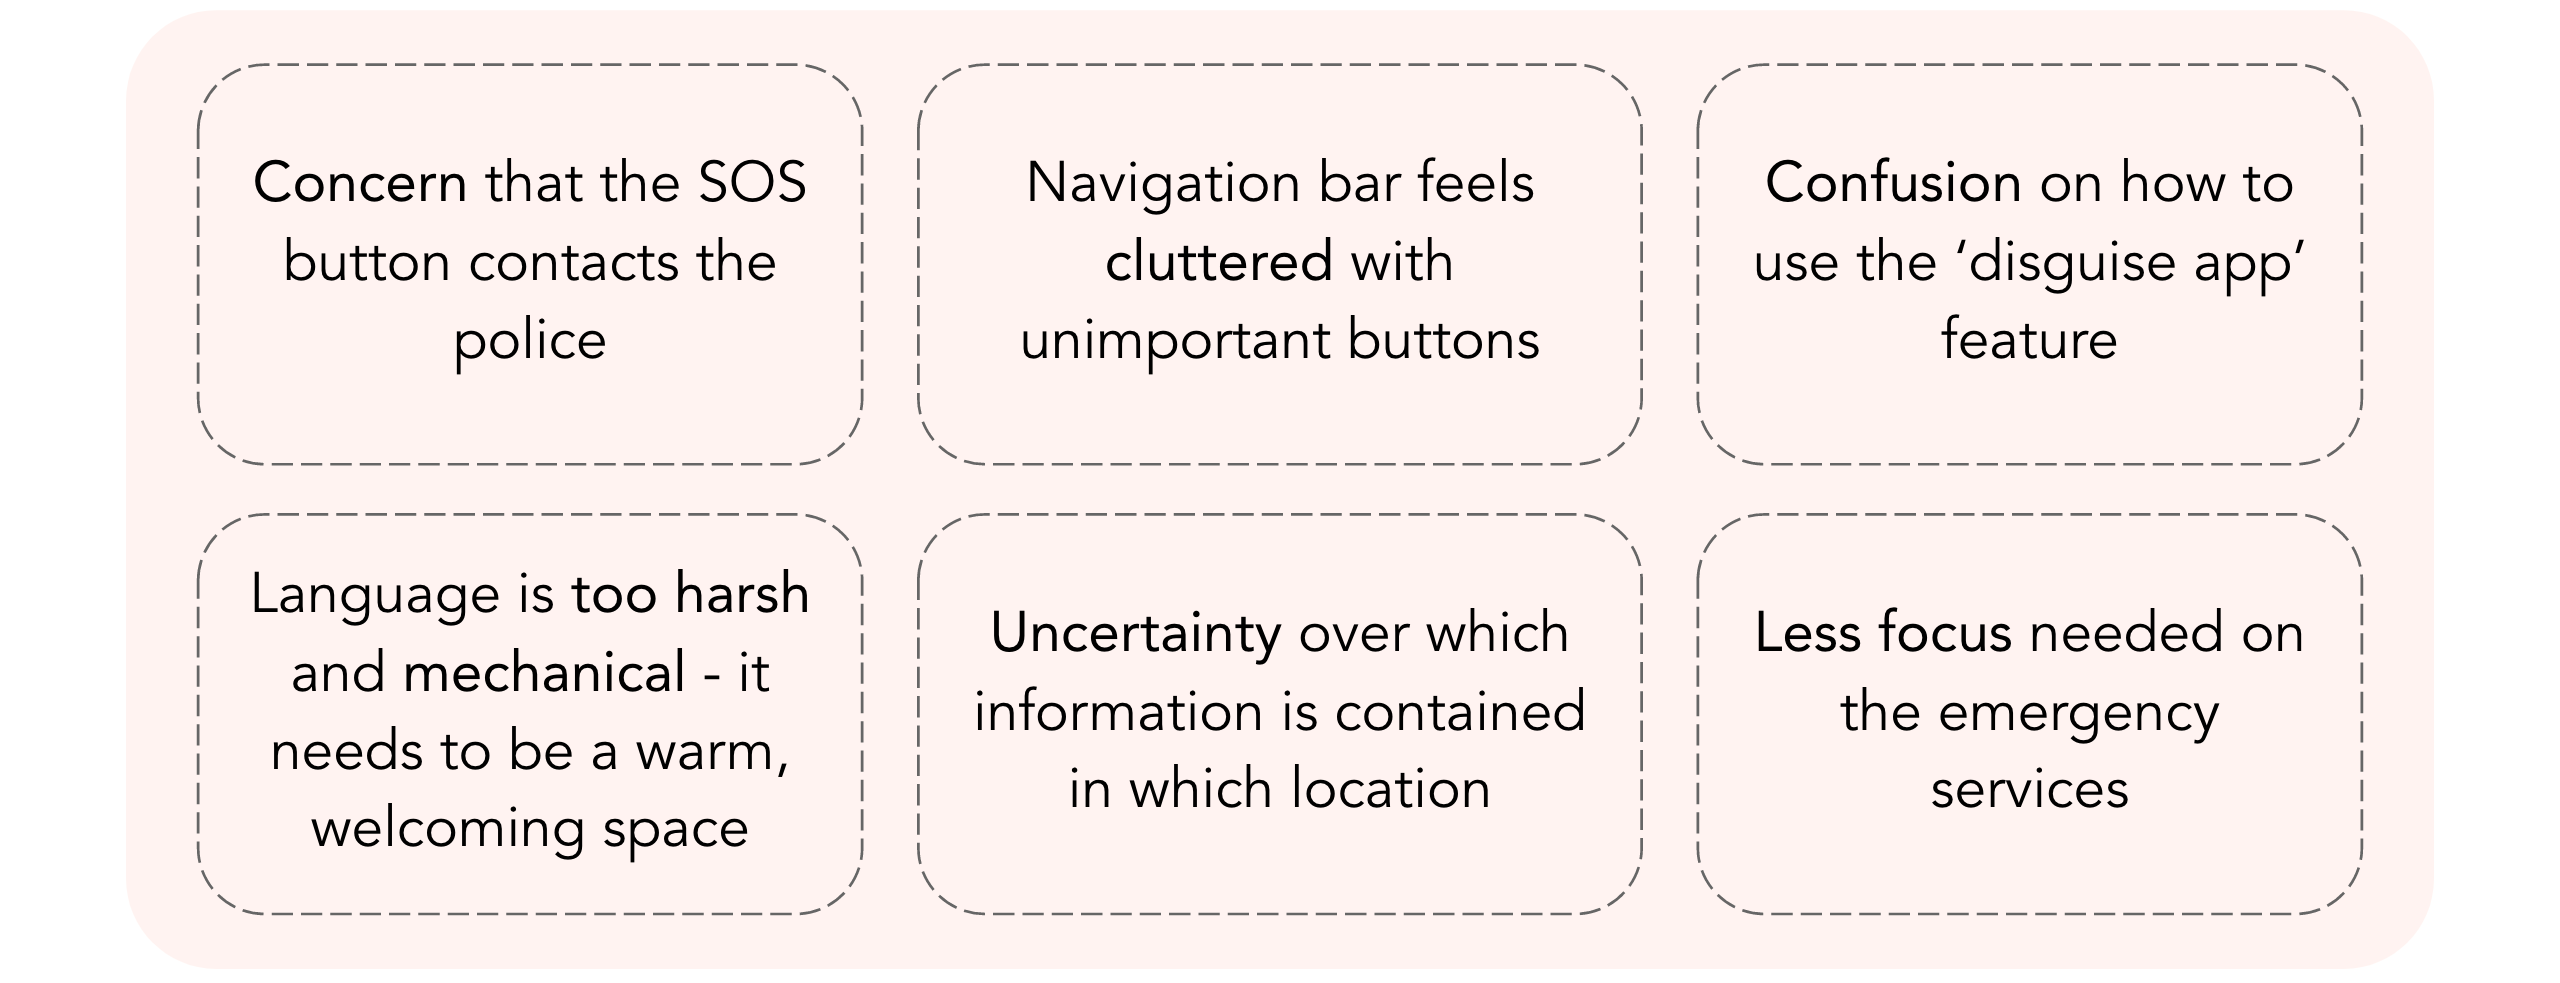 Concern that the SOS
button contacts the
police
Navigation bar feels
cluttered with
unimportant buttons
Confusion on how to
use the ‘disguise app’
feature
Language is too harsh
and mechanical - it
needs to be a warm,
welcoming space
Uncertainty over which
information is contained
in which location
Less focus needed on
the emergency
services